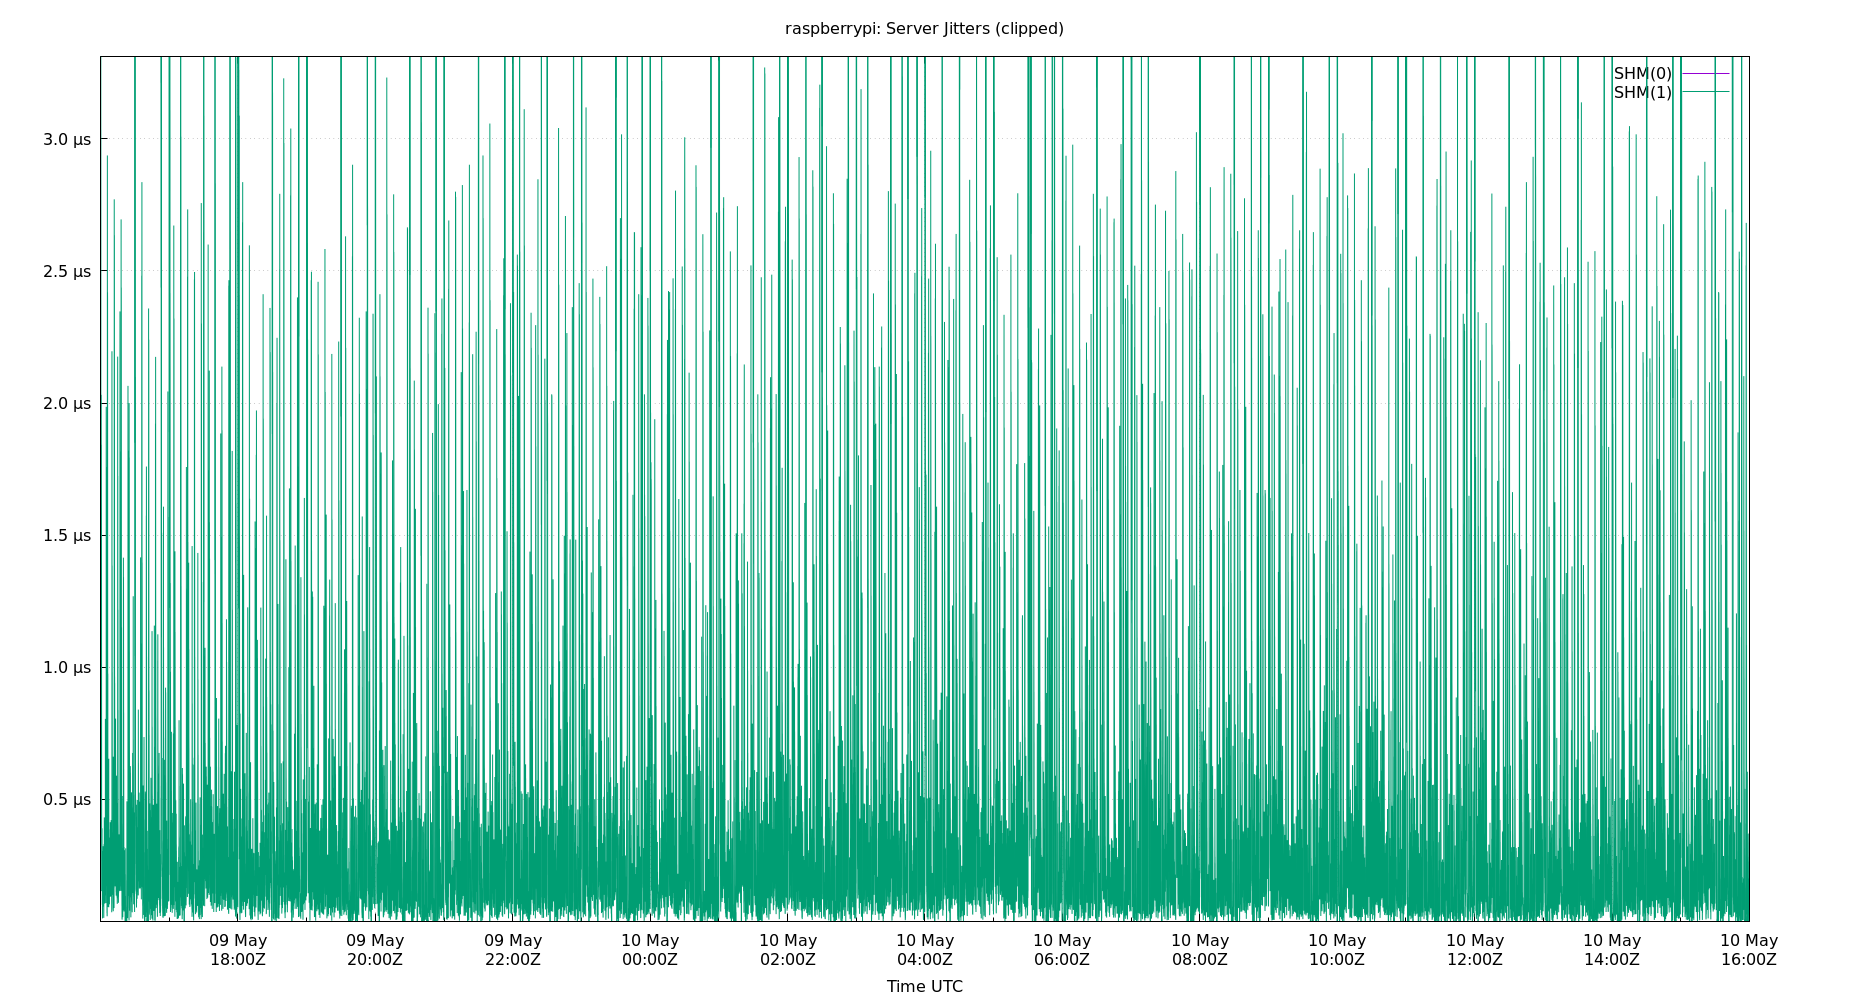 raspberrypi: Server Jitters (clipped)
SHM(0)
SHM(1)
3.0 µs
2.5 µs
2.0 µs
1.5 µs
1.0 µs
0.5 µs
09 May 09 May 09 May 10 May 10 May 10 May 10 May 10 May 10 May 10 May 10 May 10 May
18:00Z 20:00Z 22:00Z 00:00Z 02:00Z 04:00Z 06:00Z 08:00Z 10:00Z 12:00Z 14:00Z 16:00Z
Time UTC